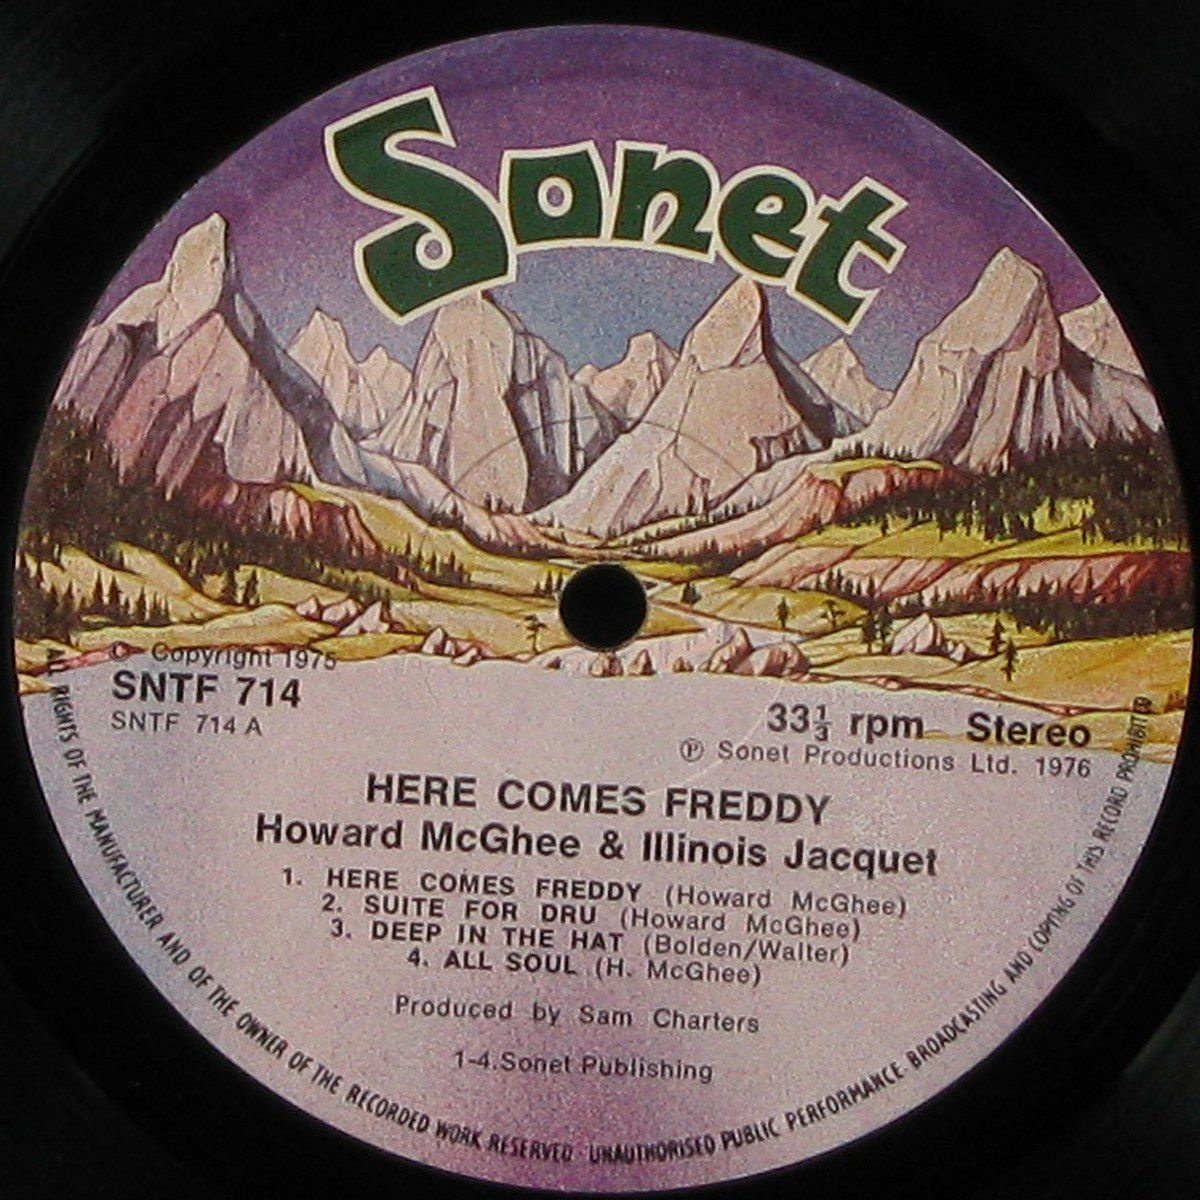 Sonet
© Copyright 1975
SNTF 714
SNTF 714 A
33⅓ rpm Stereo
℗ Sonet Productions Ltd. 1976
HERE COMES FREDDY
Howard McGhee & Illinois Jacquet
1. HERE COMES FREDDY (Howard McGhee)
2. SUITE FOR DRU (Howard McGhee)
3. DEEP IN THE HAT (Bolden/Walter)
4. ALL SOUL (H. McGhee)
Produced by Sam Charters
1-4.Sonet Publishing
ALL RIGHTS OF THE MANUFACTURER AND OF THE OWNER OF THE RECORDED WORK RESERVED · UNAUTHORISED PUBLIC PERFORMANCE BROADCASTING AND COPYING OF THIS RECORD PROHIBITED